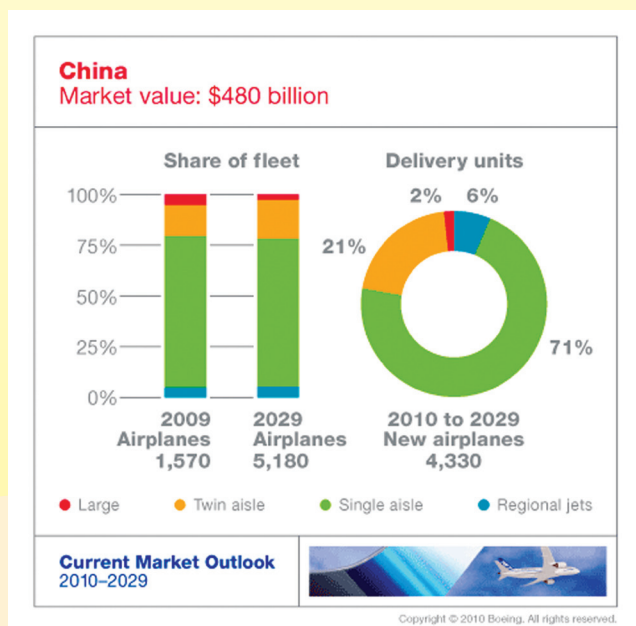 China
Market value: $480 billion
Share of fleet
Delivery units
100%
75%
50%
25%
0%
2% 6%
21%
71%
2009
Airplanes
1,570
2029
Airplanes
5,180
2010 to 2029
New airplanes
4,330
Large
Twin aisle
Single aisle
Regional jets
Current Market Outlook
2010–2029
Copyright © 2010 Boeing. All rights reserved.